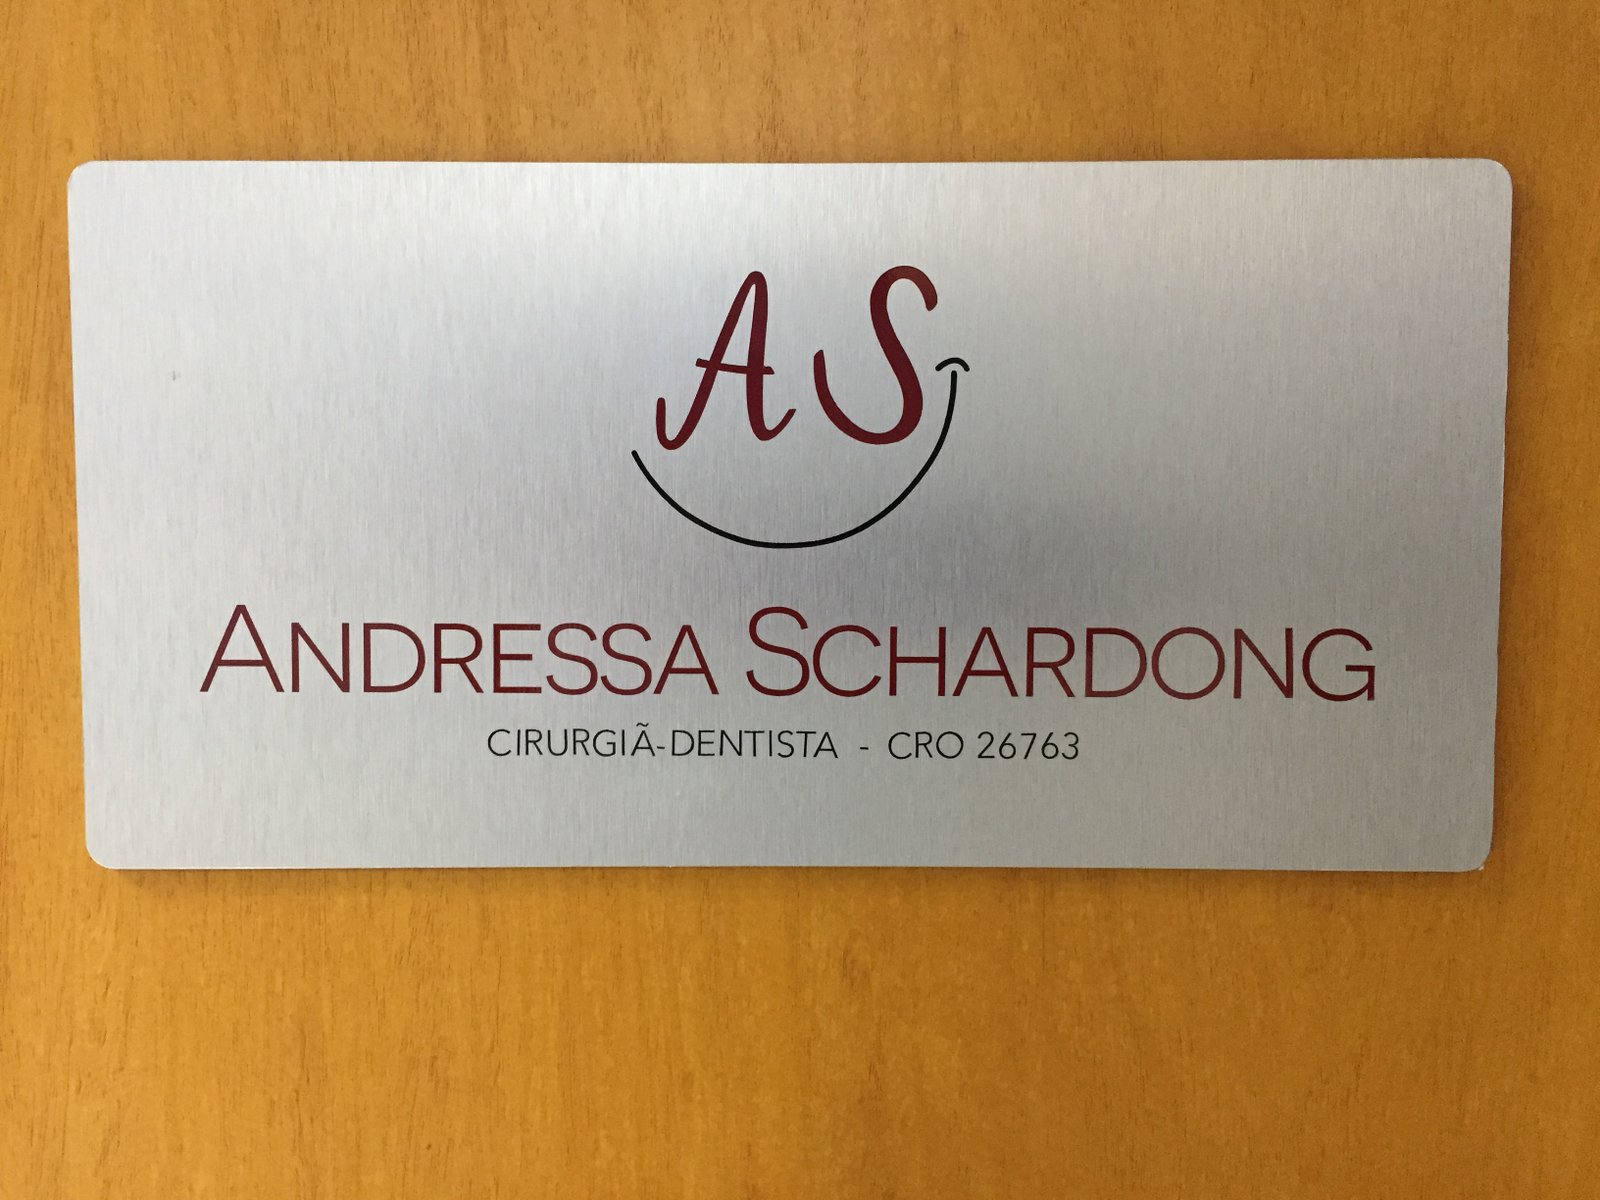 AS
ANDRESSA SCHARDONG
CIRURGIÃ-DENTISTA - CRO 26763